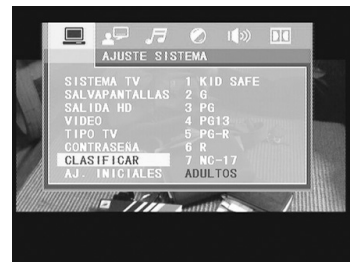 AJUSTE SISTEMA
SISTEMA TV 1 KID SAFE
SALVAPANTALLAS 2 G
SALIDA HD 3 PG
VIDEO 4 PG13
TIPO TV 5 PG-R
CONTRASEÑA 6 R
CLASIFICAR 7 NC-17
AJ. INICIALES ADULTOS